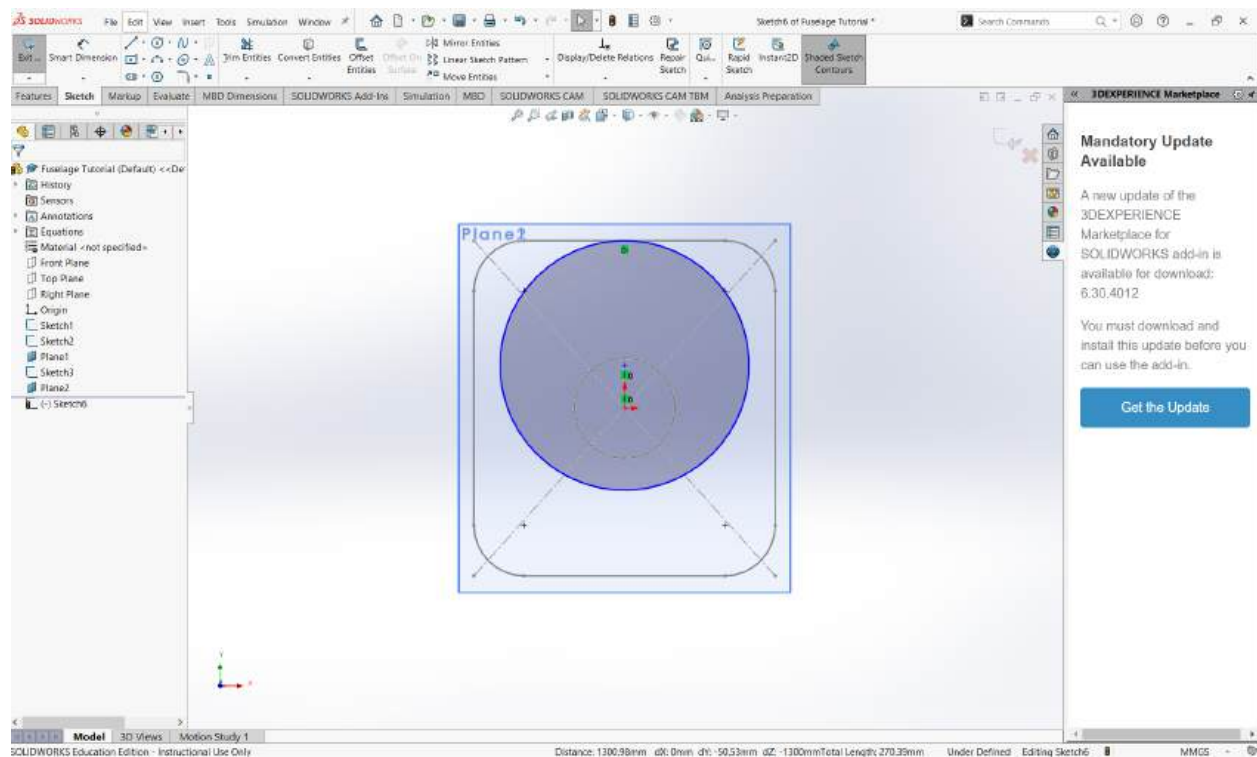 SOLIDWORKS File Edit View Insert Tools Simulation Window Sketch6 of Fuselage Tutorial * Search Commands
Exit... Smart Dimension Trim Entities Convert Entities Offset Entities Mirror Entities Linear Sketch Pattern Move Entities Display/Delete Relations Repair Sketch Qui... Rapid Sketch Instant2D Shaded Sketch Contours
Features Sketch Markup Evaluate MBD Dimensions SOLIDWORKS Add-Ins Simulation MBD SOLIDWORKS CAM SOLIDWORKS CAM TBM Analysis Preparation
3DEXPERIENCE Marketplace
Fuselage Tutorial (Default) <<De
History
Sensors
Annotations
Equations
Material <not specified>
Front Plane
Top Plane
Right Plane
Origin
Sketch1
Sketch2
Plane1
Sketch3
Plane2
(-) Sketch6
Mandatory Update
Available
A new update of the
3DEXPERIENCE
Marketplace for
SOLIDWORKS add-in is
available for download:
6.30.4012
You must download and
install this update before you
can use the add-in.
Get the Update
Y
X
Model 3D Views Motion Study 1
SOLIDWORKS Education Edition - Instructional Use Only Distance: 1300.98mm dX: 0mm dY: -50.53mm dZ: -1300mm Total Length: 270.39mm Under Defined Editing Sketch6 MMGS